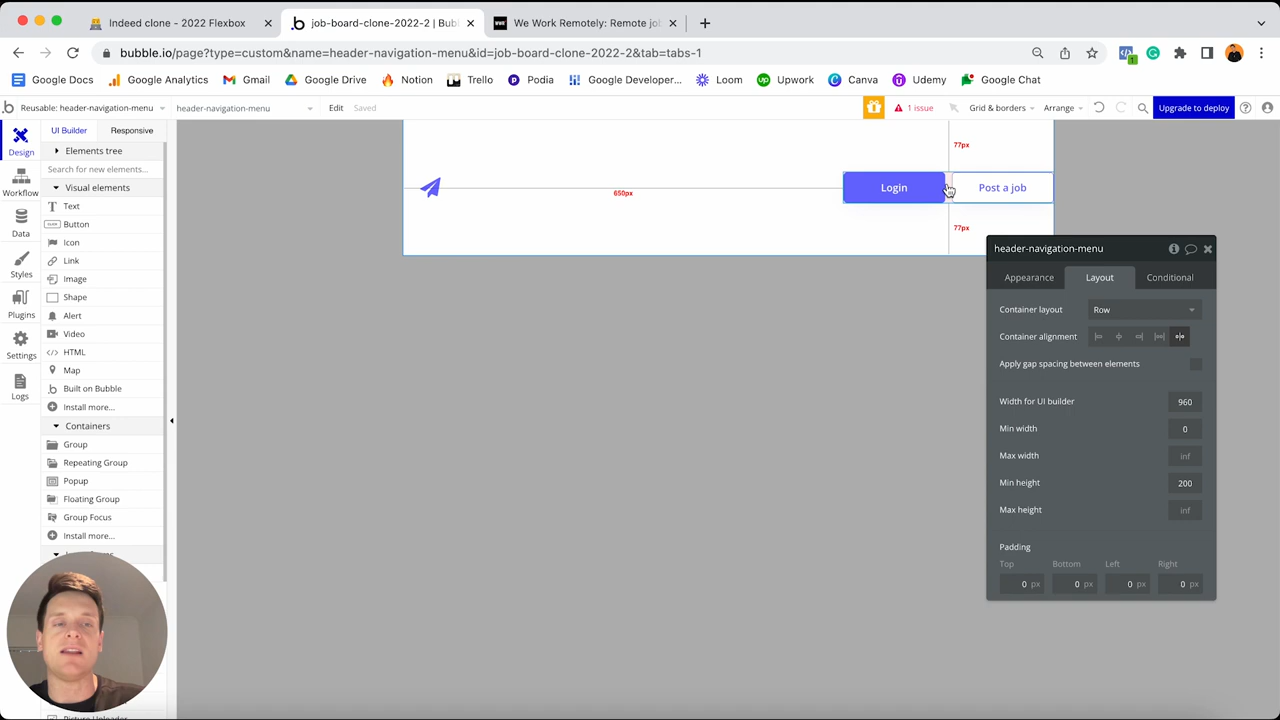 Indeed clone - 2022 Flexbox
job-board-clone-2022-2 | Bubb
We Work Remotely: Remote jo
bubble.io/page?type=custom&name=header-navigation-menu&id=job-board-clone-2022-2&tab=tabs-1
Google Docs
Google Analytics
Gmail
Google Drive
Notion
Trello
Podia
Google Developer...
Loom
Upwork
Canva
Udemy
Google Chat
Reusable: header-navigation-menu
header-navigation-menu
Edit
Saved
1 issue
Grid & borders
Arrange
Upgrade to deploy
Design
Workflow
Data
Styles
Plugins
Settings
Logs
UI Builder
Responsive
Elements tree
Search for new elements...
Visual elements
Text
Button
Icon
Link
Image
Shape
Alert
Video
HTML
Map
Built on Bubble
Install more...
Containers
Group
Repeating Group
Popup
Floating Group
Group Focus
Install more...
77px
650px
Login
Post a job
77px
header-navigation-menu
Appearance
Layout
Conditional
Container layout
Row
Container alignment
Apply gap spacing between elements
Width for UI builder
960
Min width
0
Max width
inf
Min height
200
Max height
inf
Padding
Top
Bottom
Left
Right
0 px
0 px
0 px
0 px